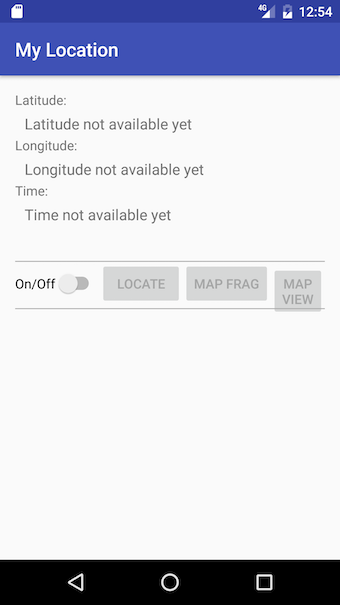 4G 12:54
My Location
Latitude:
Latitude not available yet
Longitude:
Longitude not available yet
Time:
Time not available yet
On/Off LOCATE MAP FRAG MAP
VIEW